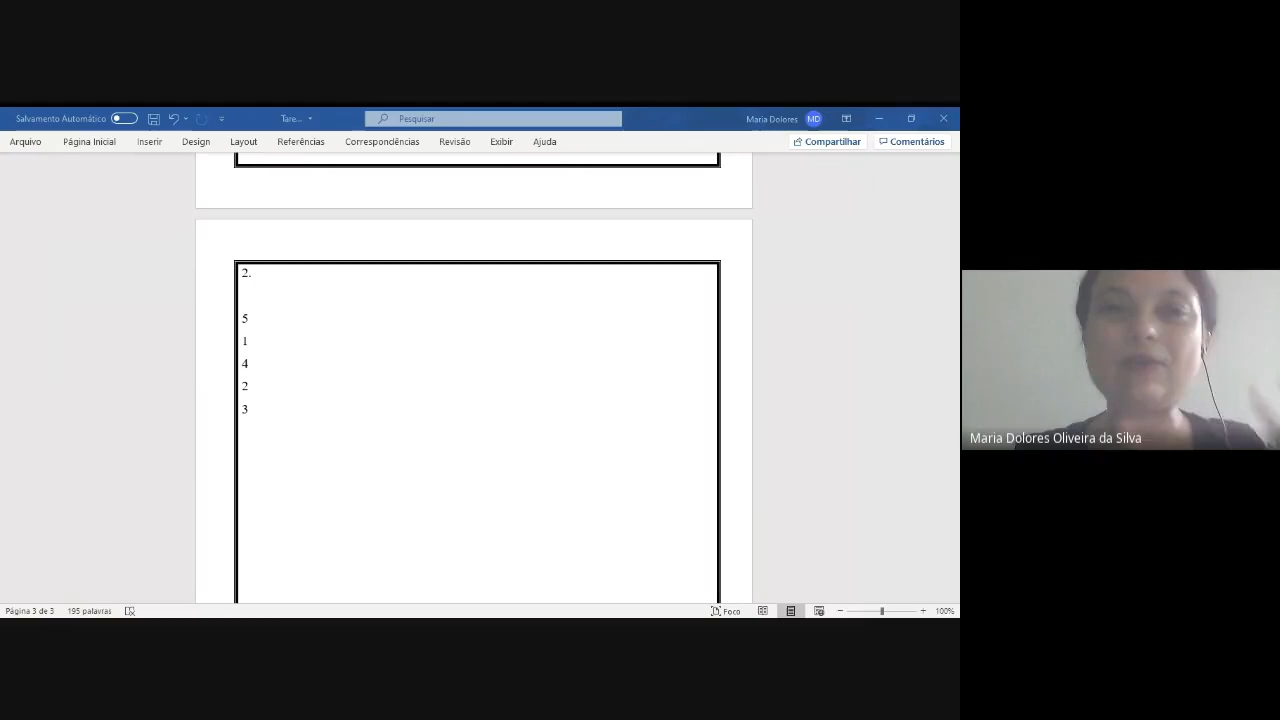 Salvamento Automático
Tare...
Pesquisar
Maria Dolores
MD
Arquivo
Página Inicial
Inserir
Design
Layout
Referências
Correspondências
Revisão
Exibir
Ajuda
Compartilhar
Comentários
2.
5
1
4
2
3
Maria Dolores Oliveira da Silva
Página 3 de 3
195 palavras
Foco
100%